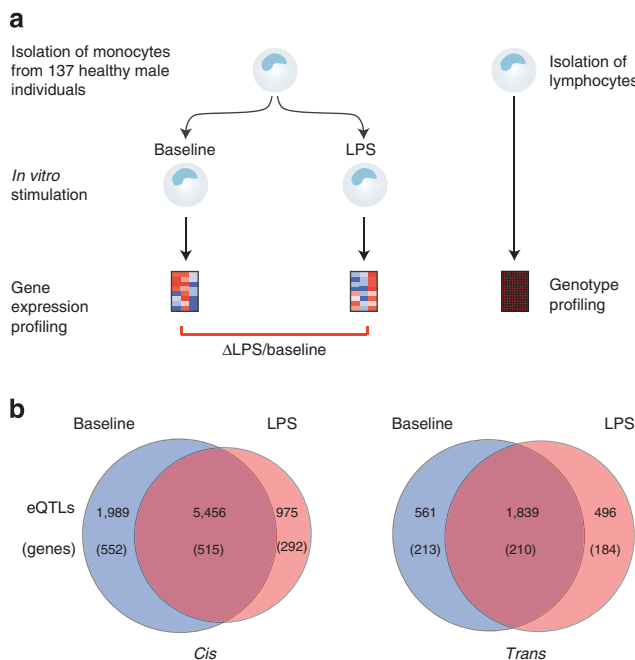 a
Isolation of monocytes
from 137 healthy male
individuals
Isolation of
lymphocytes
Baseline
LPS
In vitro
stimulation
Gene
expression
profiling
Genotype
profiling
ΔLPS/baseline
b
Baseline
LPS
Baseline
LPS
eQTLs
1,989
5,456
975
561
1,839
496
(genes)
(552)
(515)
(292)
(213)
(210)
(184)
Cis
Trans